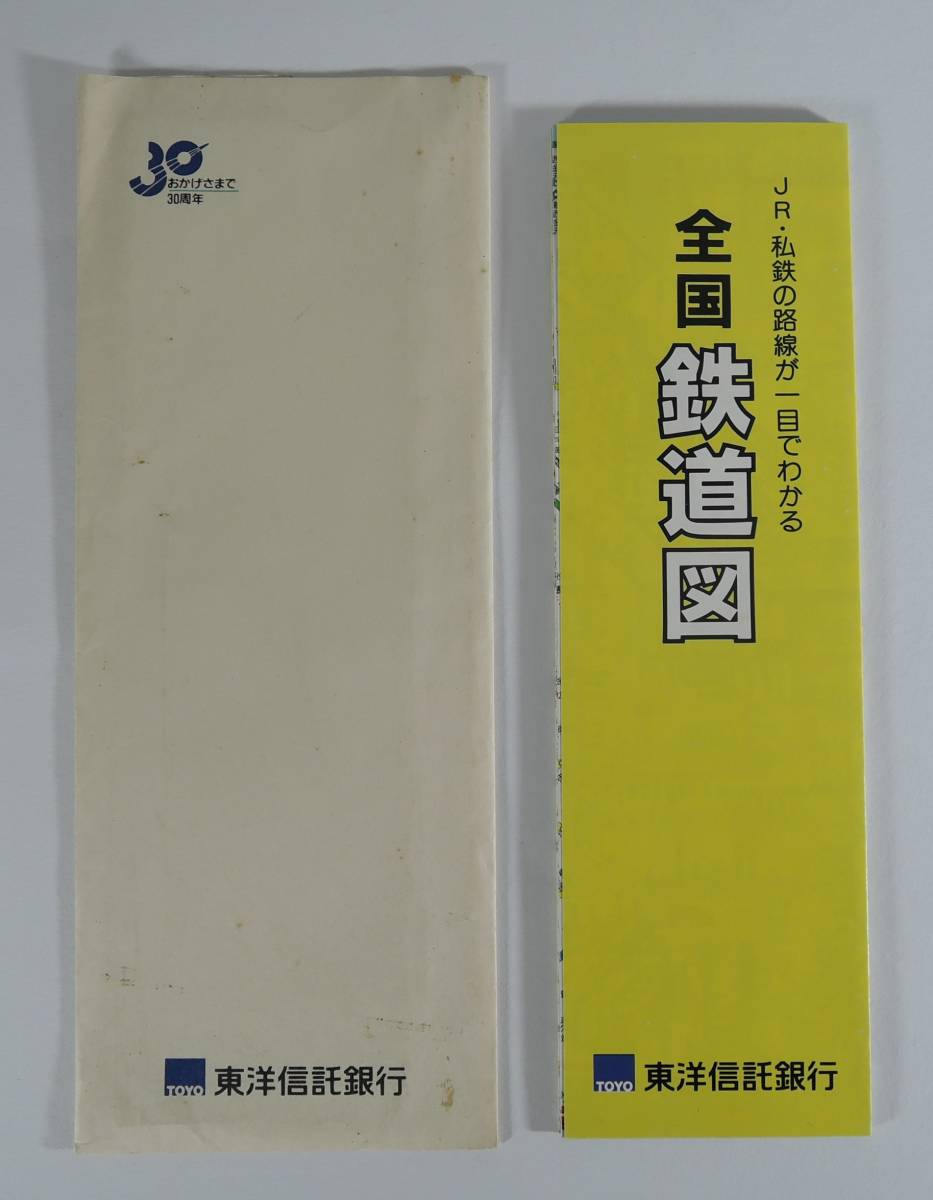 30
おかげさまで
30周年
TOYO 東洋信託銀行
JR・私鉄の路線が一目でわかる
全国鉄道図
TOYO 東洋信託銀行